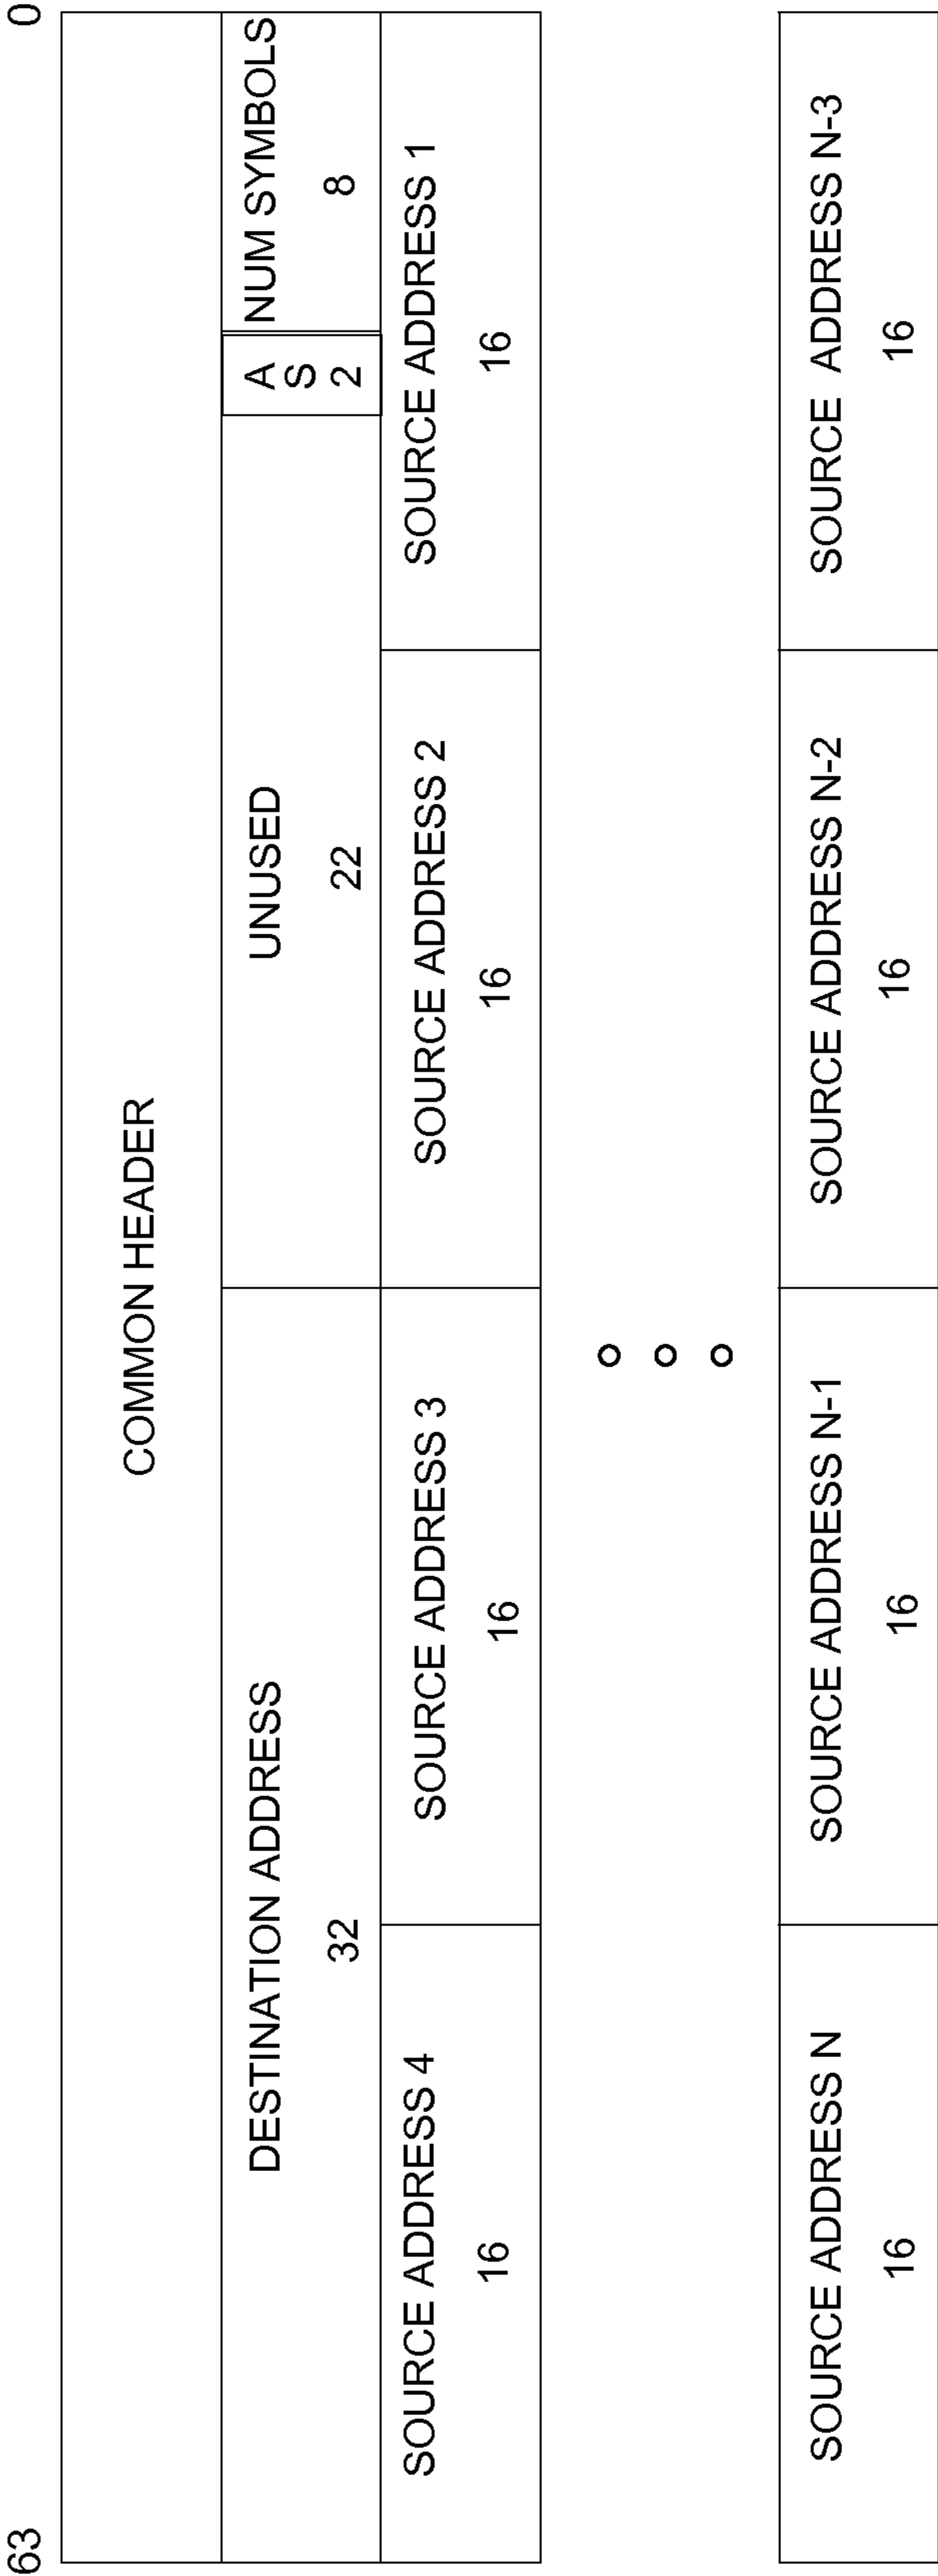 63 0
COMMON HEADER
DESTINATION ADDRESS
32
UNUSED
22
A
S
2
NUM SYMBOLS
8
SOURCE ADDRESS 4
16
SOURCE ADDRESS 3
16
SOURCE ADDRESS 2
16
SOURCE ADDRESS 1
16
SOURCE ADDRESS N
16
SOURCE ADDRESS N-1
16
SOURCE ADDRESS N-2
16
SOURCE ADDRESS N-3
16